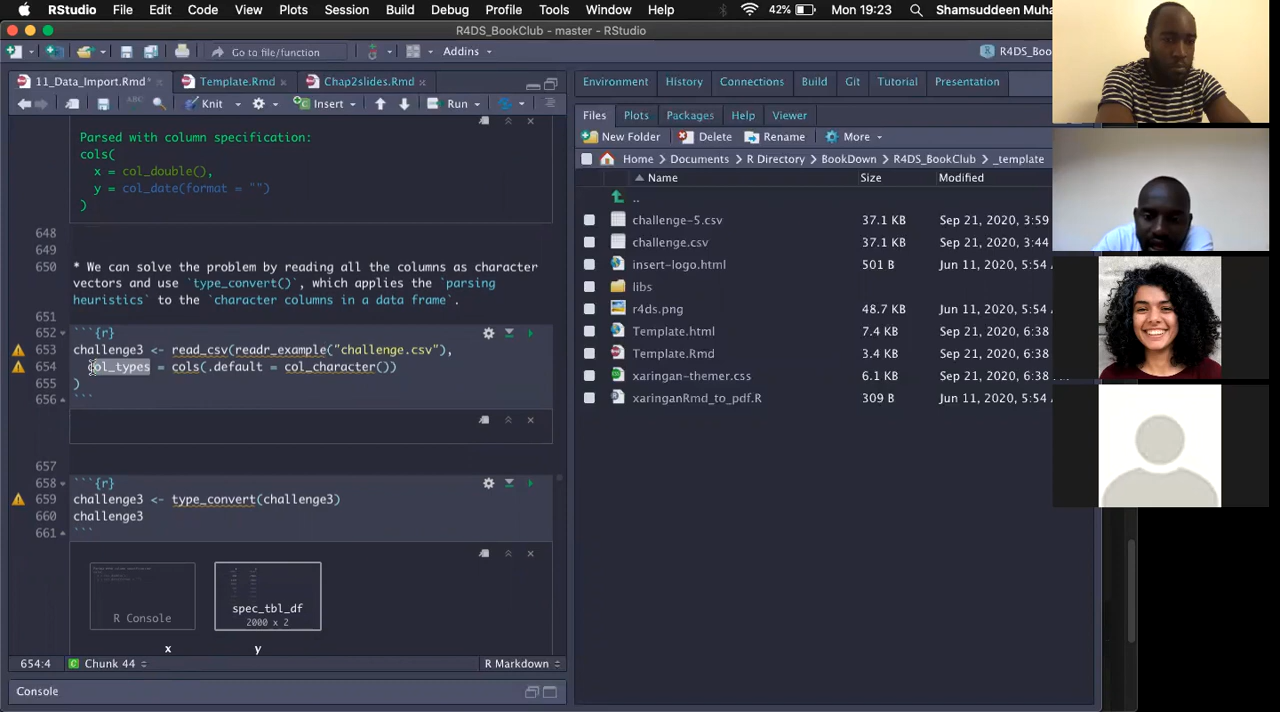 RStudio File Edit Code View Plots Session Build Debug Profile Tools Window Help 42% Mon 19:23 Shamsuddeen Muha
R4DS_BookClub - master - RStudio
Go to file/function Addins R4DS_Boo
11_Data_Import.Rmd* Template.Rmd Chap2slides.Rmd
Knit Insert Run
Parsed with column specification:
cols(
x = col_double(),
y = col_date(format = "")
)
648
649
650 * We can solve the problem by reading all the columns as character
vectors and use `type_convert()`, which applies the `parsing
heuristics` to the `character columns in a data frame`.
651
652 ```{r}
653 challenge3 <- read_csv(readr_example("challenge.csv"),
654 col_types = cols(.default = col_character())
655 )
656 ```
657
658 ```{r}
659 challenge3 <- type_convert(challenge3)
660 challenge3
661 ```
R Console
spec_tbl_df
2000 x 2
x y
654:4 Chunk 44 R Markdown
Console
Environment History Connections Build Git Tutorial Presentation
Files Plots Packages Help Viewer
New Folder Delete Rename More
Home > Documents > R Directory > BookDown > R4DS_BookClub > _template
Name Size Modified
..
challenge-5.csv 37.1 KB Sep 21, 2020, 3:59
challenge.csv 37.1 KB Sep 21, 2020, 3:44
insert-logo.html 501 B Jun 11, 2020, 5:54
libs
r4ds.png 48.7 KB Jun 11, 2020, 5:54
Template.html 7.4 KB Sep 21, 2020, 6:38
Template.Rmd 3.4 KB Sep 21, 2020, 6:38
xaringan-themer.css 6.1 KB Sep 21, 2020, 6:38
xaringanRmd_to_pdf.R 309 B Jun 11, 2020, 5:54